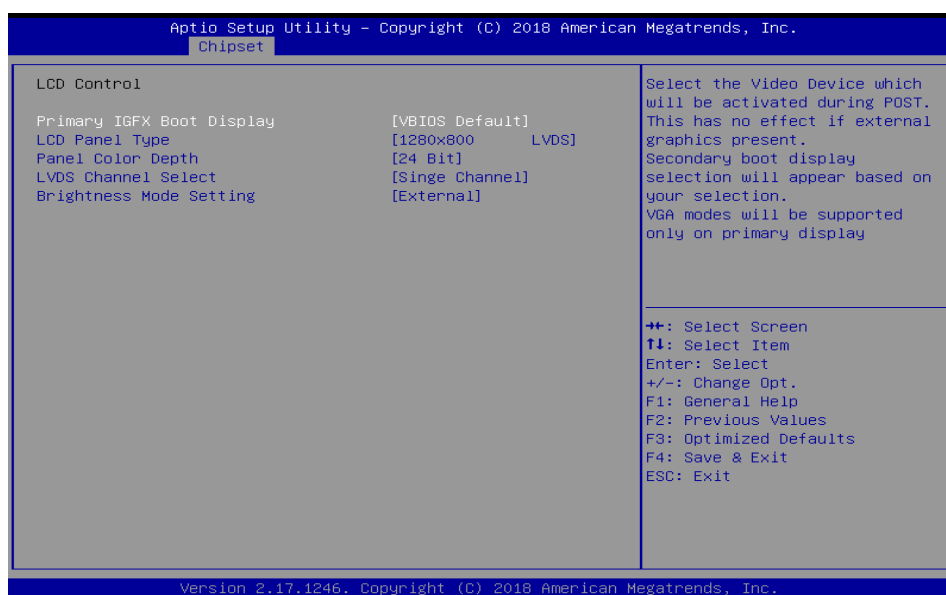 Aptio Setup Utility – Copyright (C) 2018 American Megatrends, Inc.
Chipset
LCD Control
Primary IGFX Boot Display [VBIOS Default]
LCD Panel Type [1280x800 LVDS]
Panel Color Depth [24 Bit]
LVDS Channel Select [Singe Channel]
Brightness Mode Setting [External]
Select the Video Device which
will be activated during POST.
This has no effect if external
graphics present.
Secondary boot display
selection will appear based on
your selection.
VGA modes will be supported
only on primary display
→←: Select Screen
↑↓: Select Item
Enter: Select
+/-: Change Opt.
F1: General Help
F2: Previous Values
F3: Optimized Defaults
F4: Save & Exit
ESC: Exit
Version 2.17.1246. Copyright (C) 2018 American Megatrends, Inc.